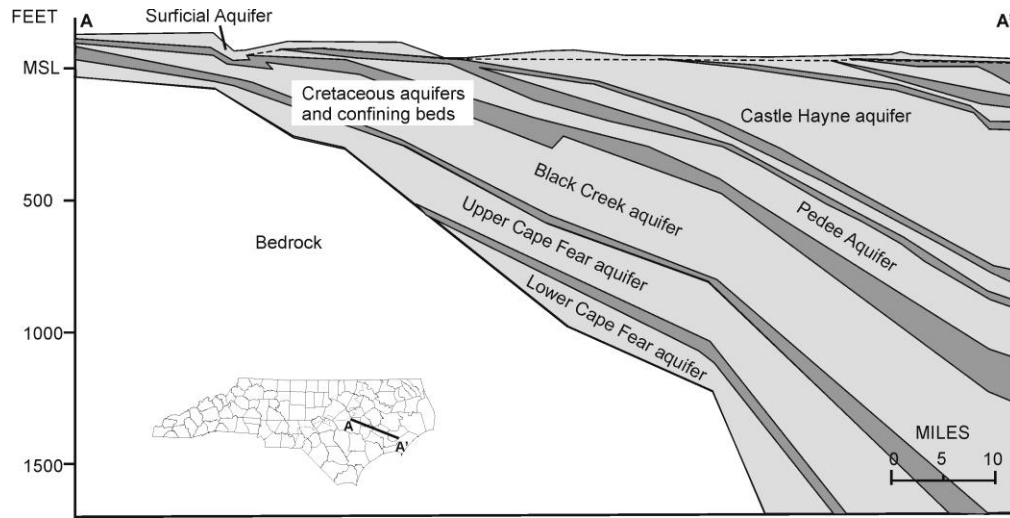 FEET
A
Surficial Aquifer
A'
MSL
Cretaceous aquifers
and confining beds
Castle Hayne aquifer
500
Black Creek aquifer
Pedee Aquifer
Upper Cape Fear aquifer
Bedrock
Lower Cape Fear aquifer
1000
A
A'
MILES
0 5 10
1500